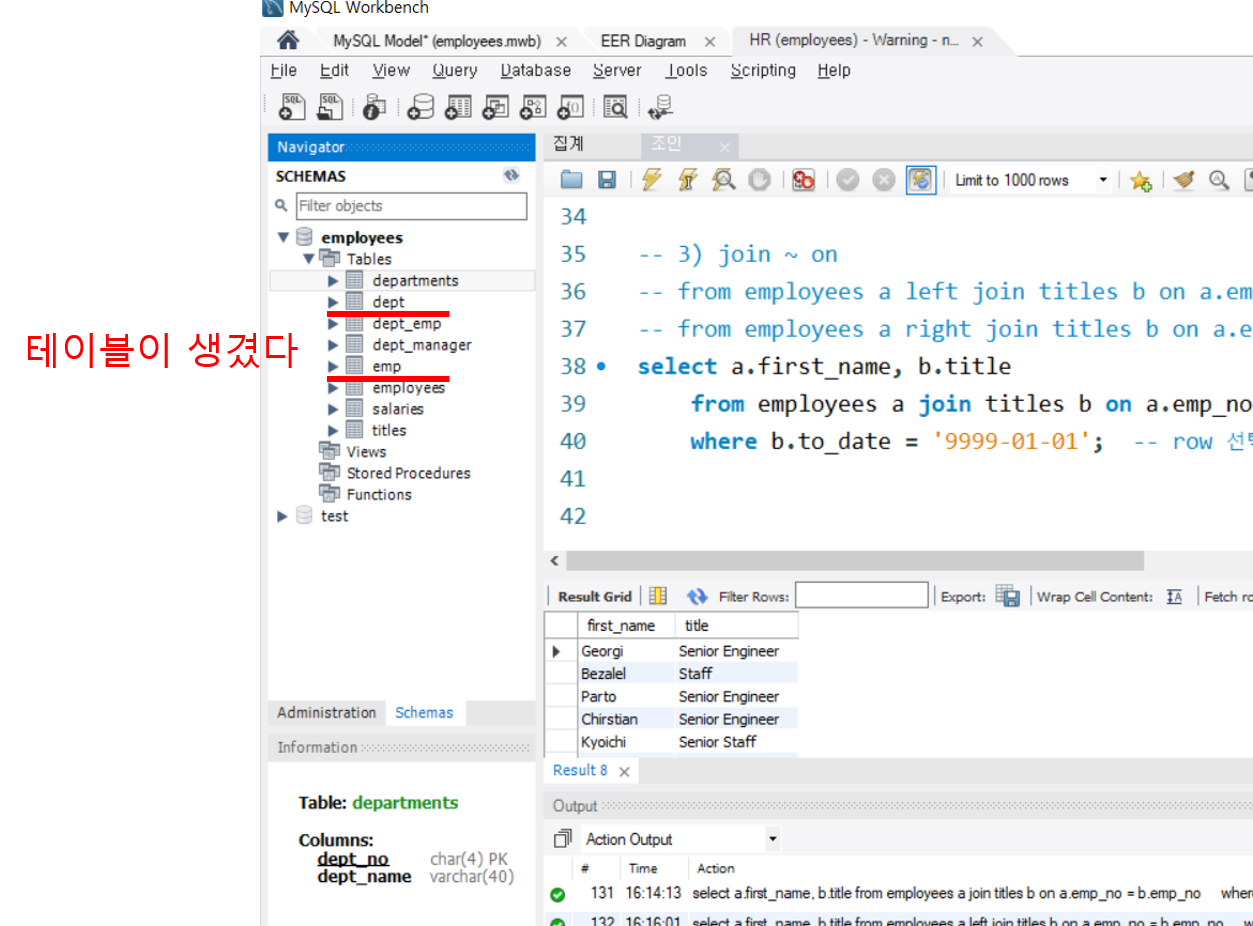 MySQL Workbench
MySQL Model* (employees.mwb) EER Diagram HR (employees) - Warning - n...
File Edit View Query Database Server Tools Scripting Help
Navigator
집계 조인
SCHEMAS
Limit to 1000 rows
Filter objects
employees
Tables
departments
dept
dept_emp
dept_manager
emp
employees
salaries
titles
Views
Stored Procedures
Functions
test
테이블이 생겼다
34
35 -- 3) join ~ on
36 -- from employees a left join titles b on a.em
37 -- from employees a right join titles b on a.e
38 select a.first_name, b.title
39 from employees a join titles b on a.emp_no
40 where b.to_date = '9999-01-01'; -- row
41
42
Result Grid Filter Rows: Export: Wrap Cell Content: Fetch ro
first_name title
Georgi Senior Engineer
Bezalel Staff
Parto Senior Engineer
Chirstian Senior Engineer
Kyoichi Senior Staff
Result 8
Administration Schemas
Information
Table: departments
Columns:
dept_no char(4) PK
dept_name varchar(40)
Output
Action Output
# Time Action
131 16:14:13 select a.first_name, b.title from employees a join titles b on a.emp_no = b.emp_no where
132 16:16:01 select a.first_name, b.title from employees a left join titles b on a.emp_no = b.emp_no w